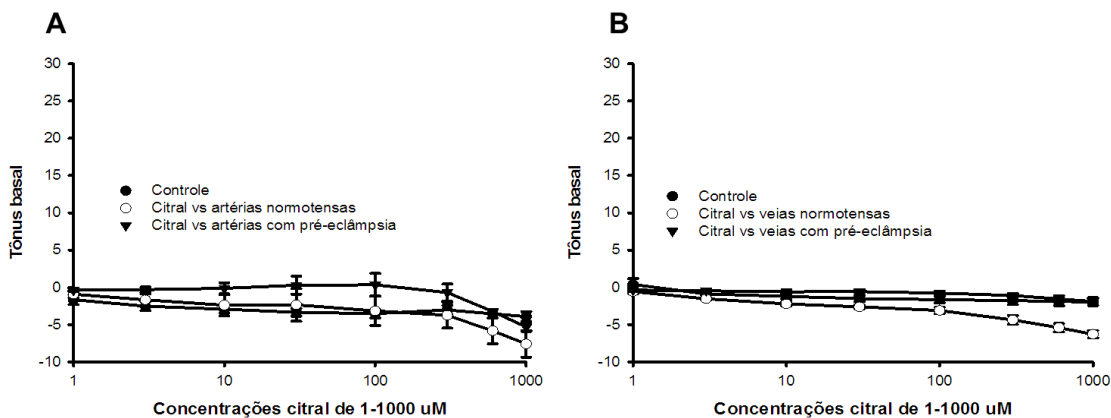 A
30
25
20
15
10
5
0
-5
-10
Tônus basal
Controle
Citral vs artérias normotensas
Citral vs artérias com pré-eclâmpsia
1
10
100
1000
Concentrações citral de 1-1000 uM
B
30
25
20
15
10
5
0
-5
-10
Tônus basal
Controle
Citral vs veias normotensas
Citral vs veias com pré-eclâmpsia
1
10
100
1000
Concentrações citral de 1-1000 uM